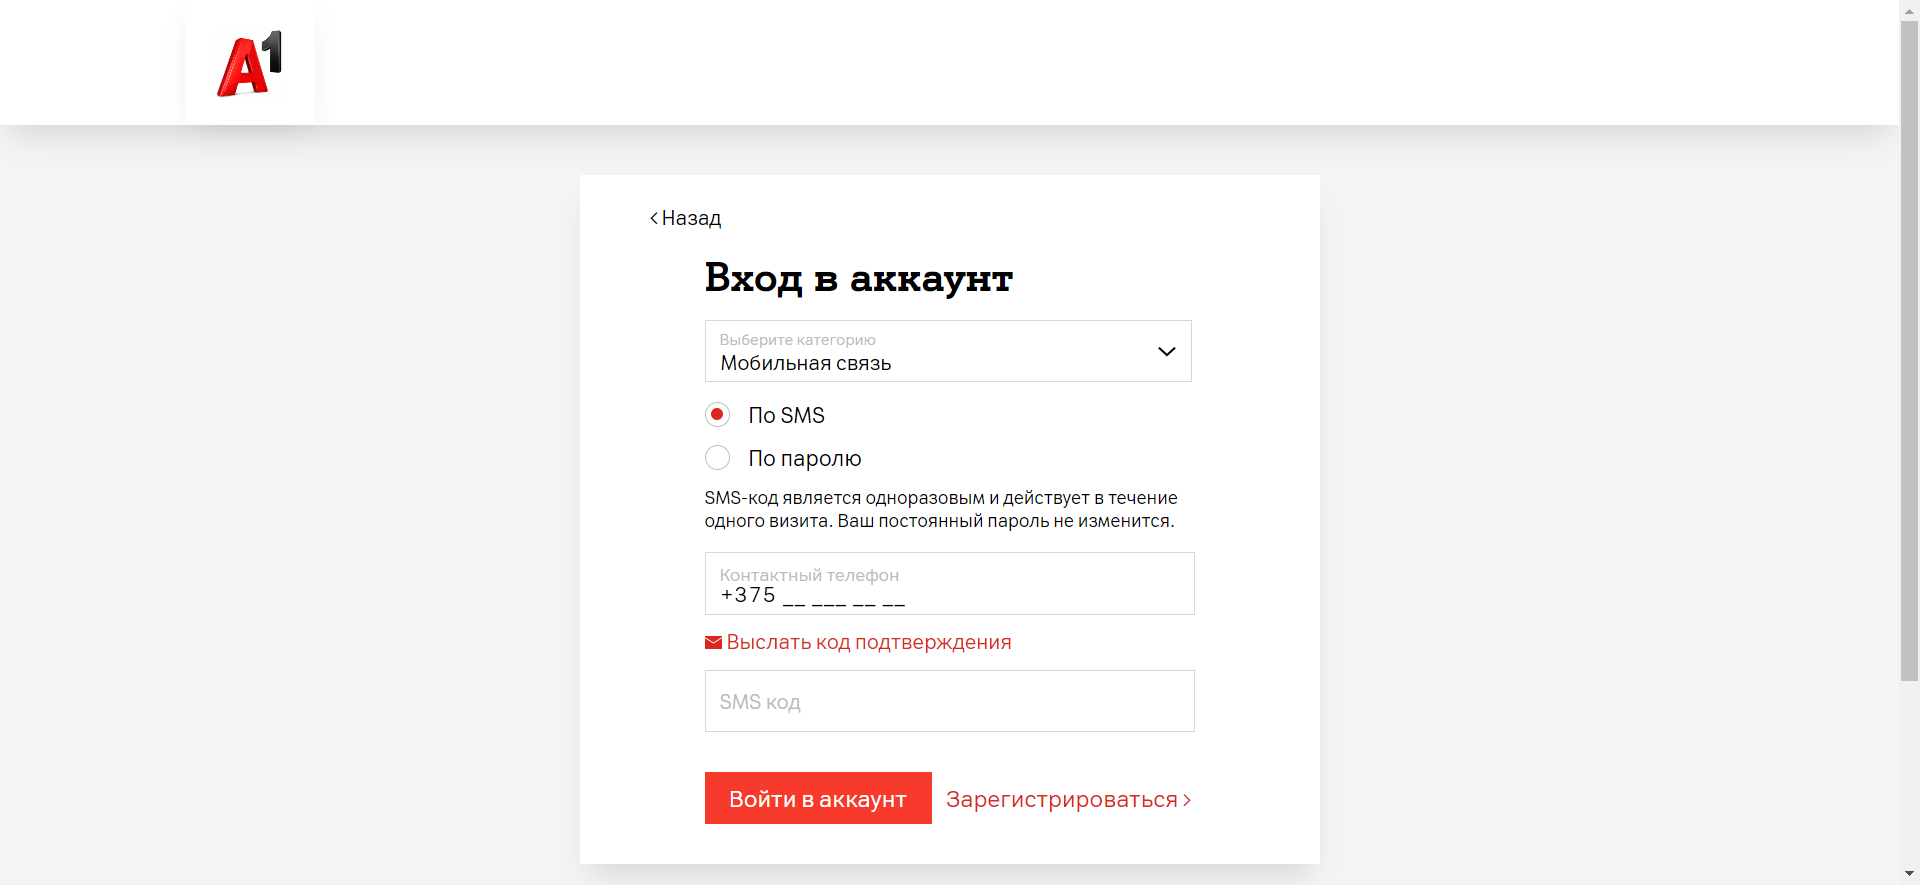 A1
Назад
Вход в аккаунт
Выберите категорию
Мобильная связь
По SMS
По паролю
SMS-код является одноразовым и действует в течение
одного визита. Ваш постоянный пароль не изменится.
Контактный телефон
+375 __ ___ __ __
Выслать код подтверждения
SMS код
Войти в аккаунт
Зарегистрироваться